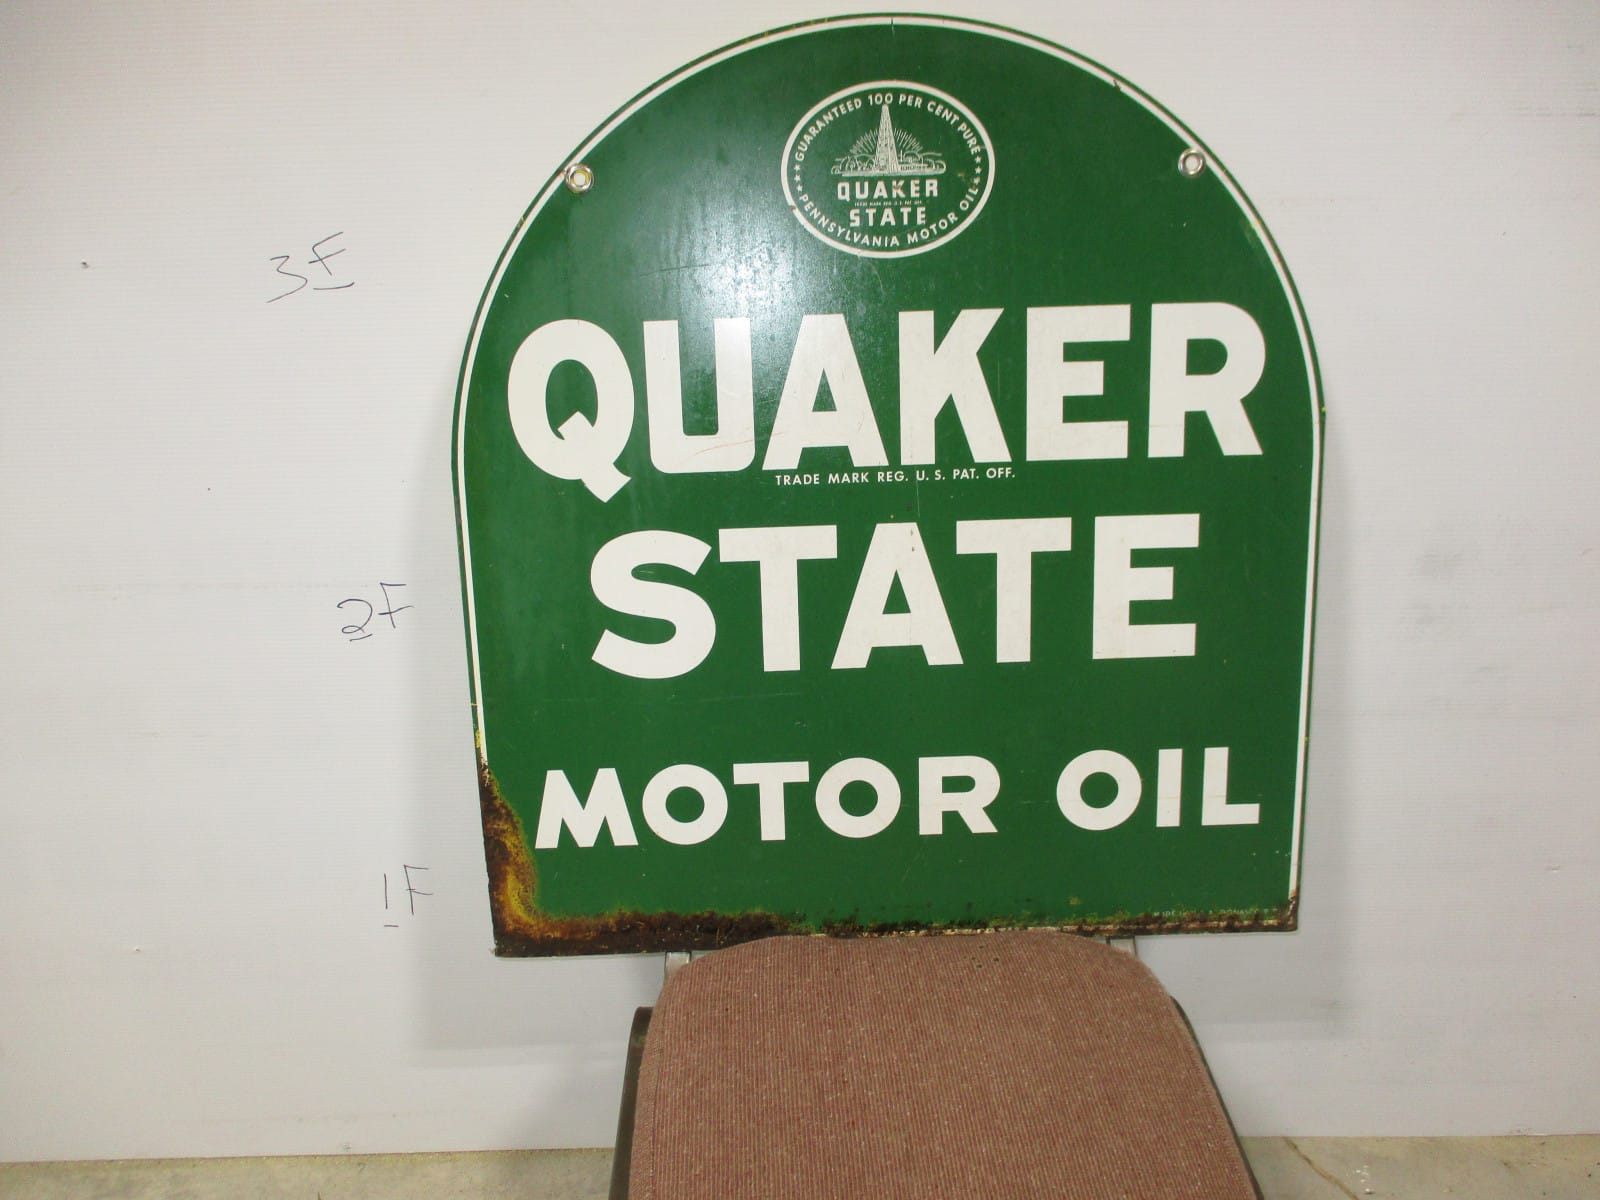 GUARANTEED 100 PER CENT PURE
QUAKER
STATE
PENNSYLVANIA MOTOR OIL
QUAKER
TRADE MARK REG. U. S. PAT. OFF.
STATE
MOTOR OIL
3F
2F
1F